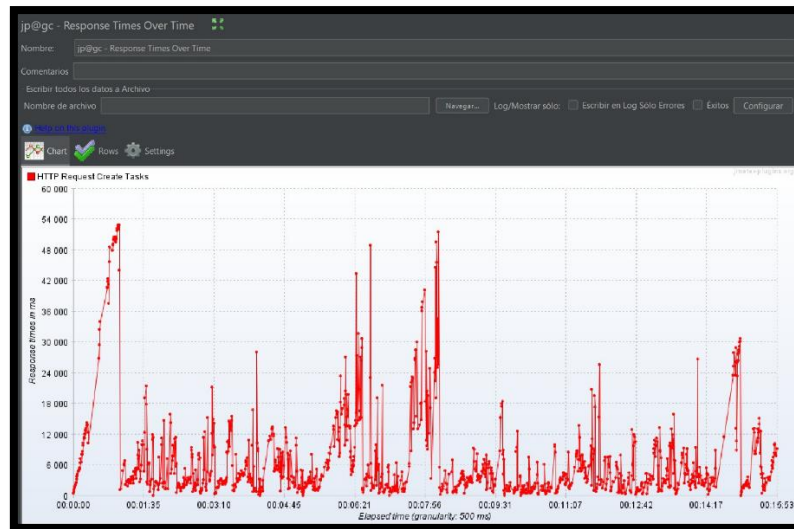 jp@gc - Response Times Over Time
Nombre: jp@gc - Response Times Over Time
Comentarios
Escribir todos los datos a Archivo
Nombre de archivo Navegar... Log/Mostrar sólo: Escribir en Log Sólo Errores Éxitos Configurar
Help on this plugin
Chart Rows Settings
HTTP Request Create Tasks
60 000
54 000
48 000
42 000
36 000
30 000
24 000
18 000
12 000
6 000
0
Response times in ms
00:00:00 00:01:35 00:03:10 00:04:45 00:06:21 00:07:56 00:09:31 00:11:07 00:12:42 00:14:17 00:15:53
Elapsed time (granularity: 500 ms)